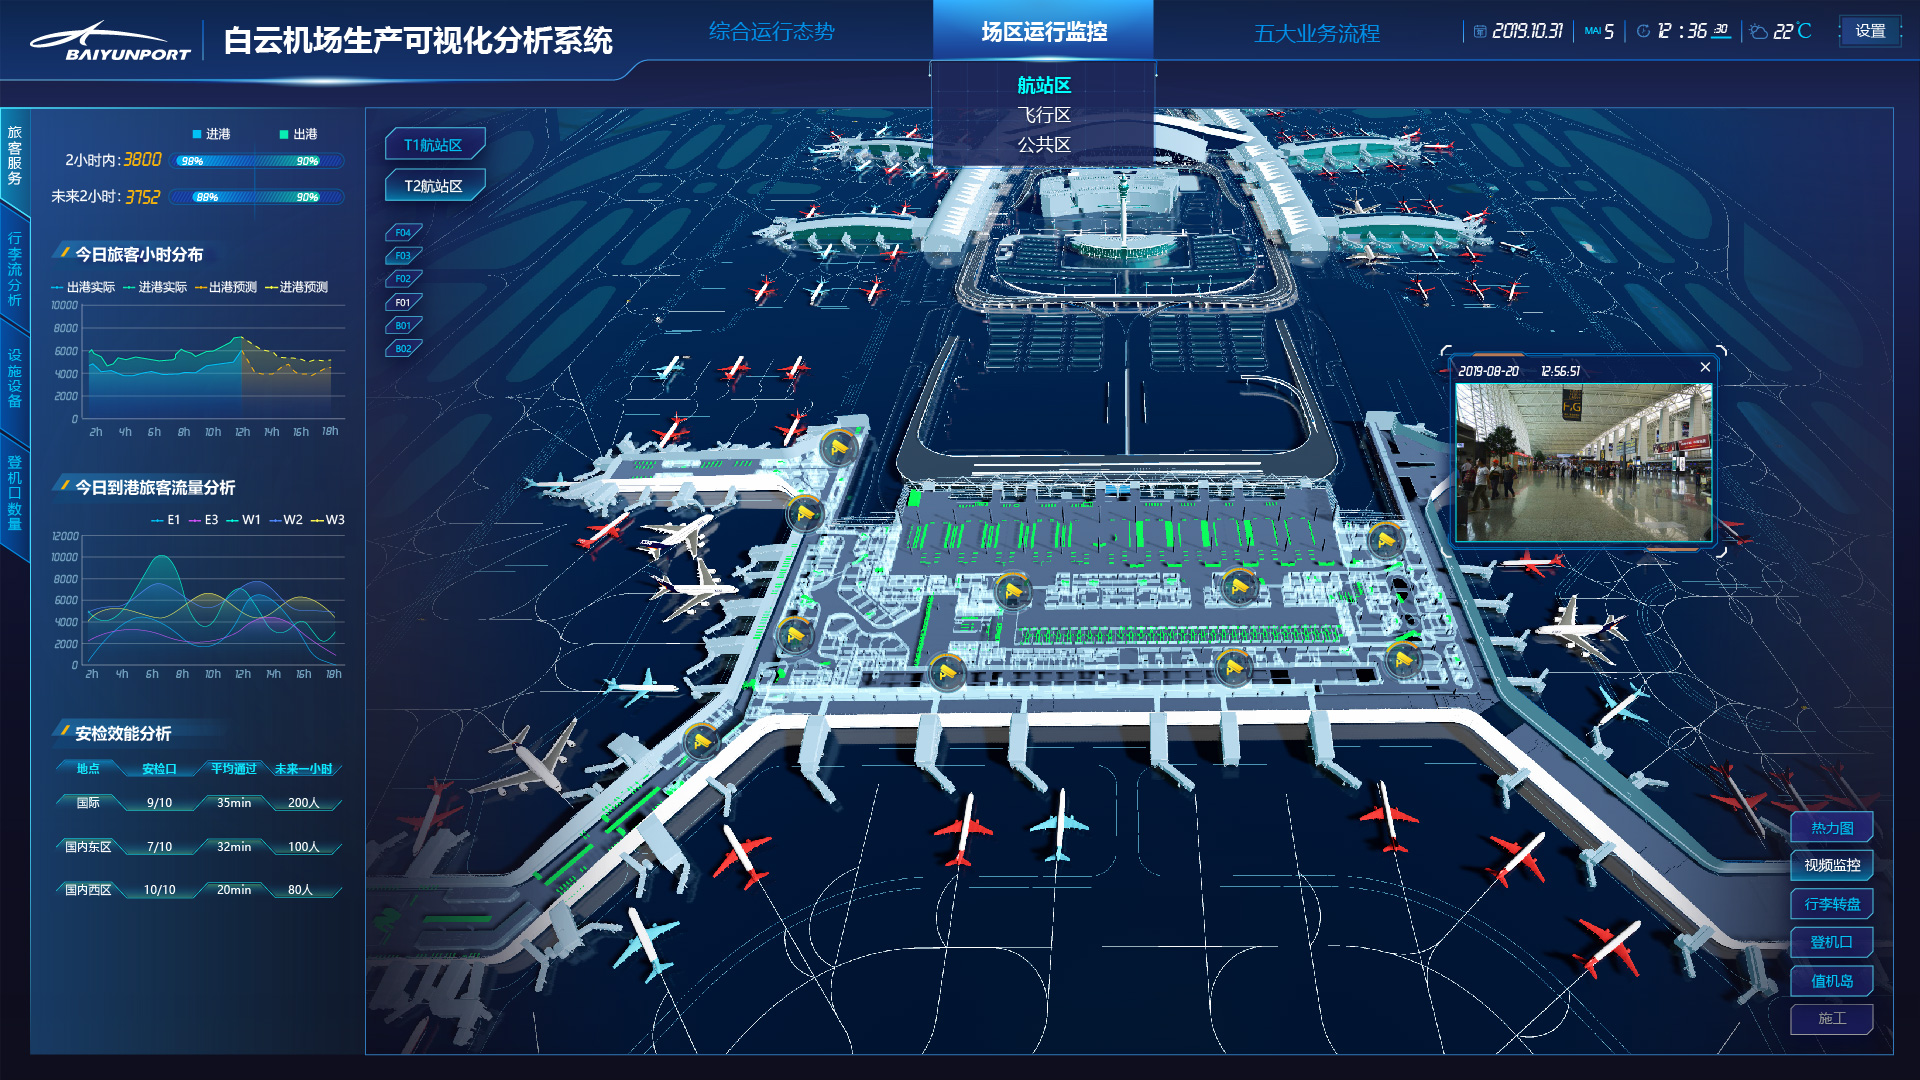 BAIYUNPORT
白云机场生产可视化分析系统
综合运行态势
场区运行监控
五大业务流程
2019.10.31
MAI 5
12:36:30
22℃
设置
航站区
飞行区
公共区
旅客服务
行李流分析
设施设备
登机口数量
进港 出港
2小时内:3800 98% 90%
未来2小时:3752 88% 90%
今日旅客小时分布
出港实际 进港实际 出港预测 进港预测
10000
8000
6000
4000
2000
0
2h 4h 6h 8h 10h 12h 14h 16h 18h
今日到港旅客流量分析
E1 E3 W1 W2 W3
12000
10000
8000
6000
4000
2000
0
2h 4h 6h 8h 10h 12h 14h 16h 18h
安检效能分析
地点 安检口 平均通过 未来一小时
国际 9/10 35min 200人
国内东区 7/10 32min 100人
国内西区 10/10 20min 80人
T1航站区
T2航站区
F04
F03
F02
F01
B01
B02
2019-08-20 12:56:51
热力图
视频监控
行李转盘
登机口
值机岛
施工